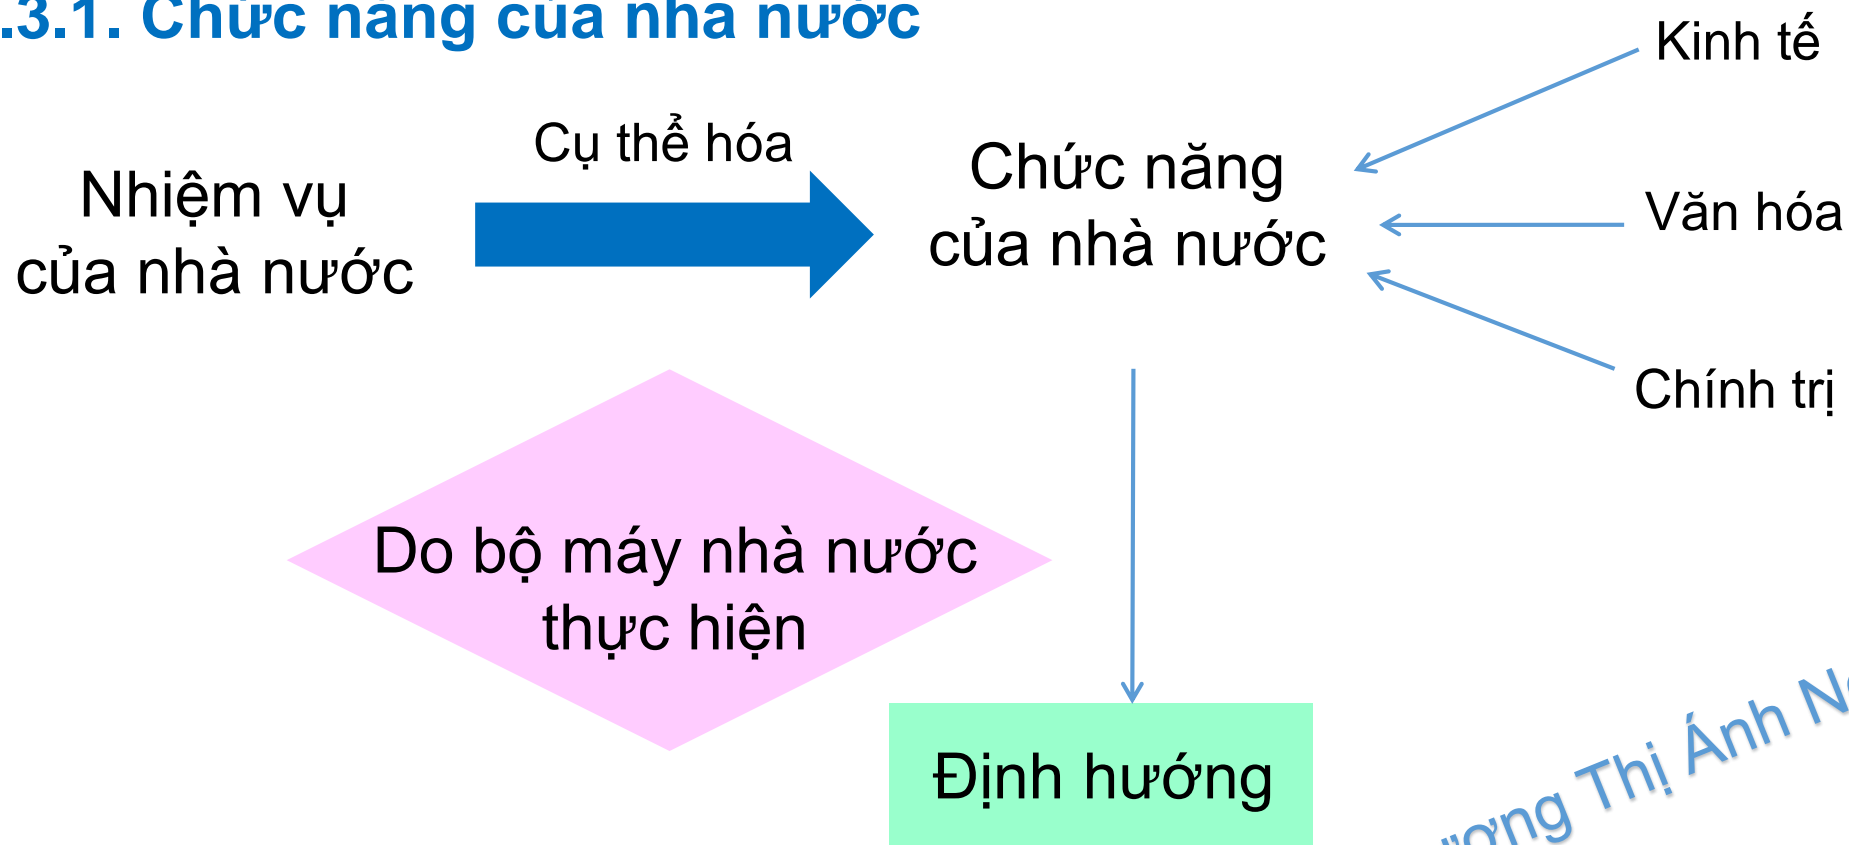 .3.1. Chức năng của nhà nước
Kinh tế
Cụ thể hóa
Chức năng
của nhà nước
Nhiệm vụ
của nhà nước
Văn hóa
Chính trị
Do bộ máy nhà nước
thực hiện
Định hướng
Thị Ánh